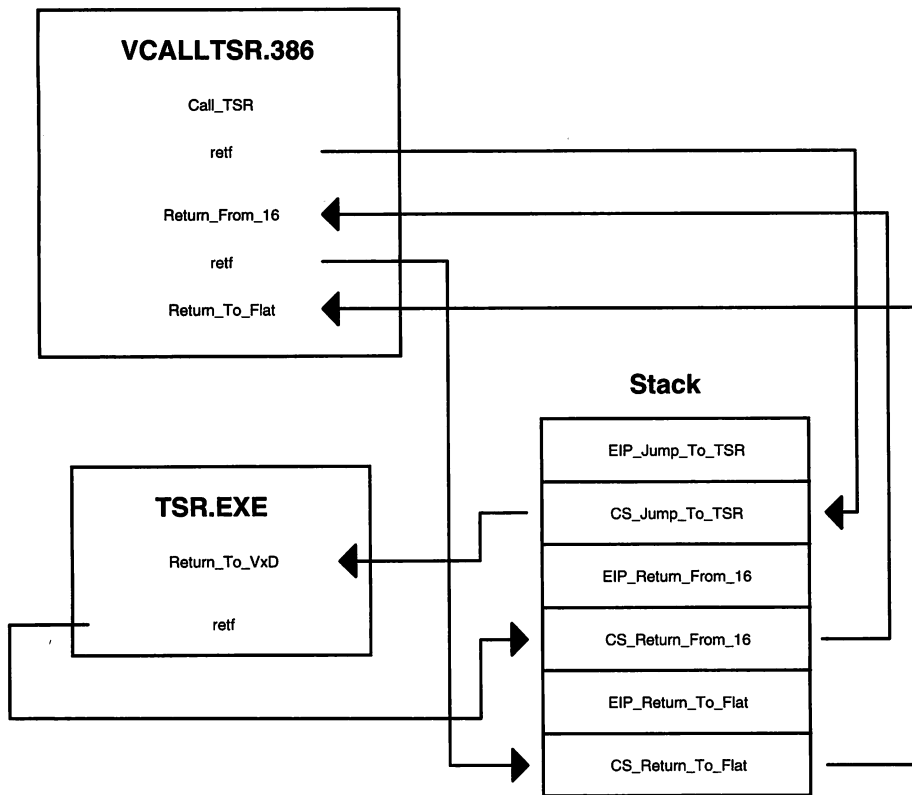 VCALLTSR.386
Call_TSR
retf
Return_From_16
retf
Return_To_Flat
Stack
EIP_Jump_To_TSR
CS_Jump_To_TSR
EIP_Return_From_16
CS_Return_From_16
EIP_Return_To_Flat
CS_Return_To_Flat
TSR.EXE
Return_To_VxD
retf